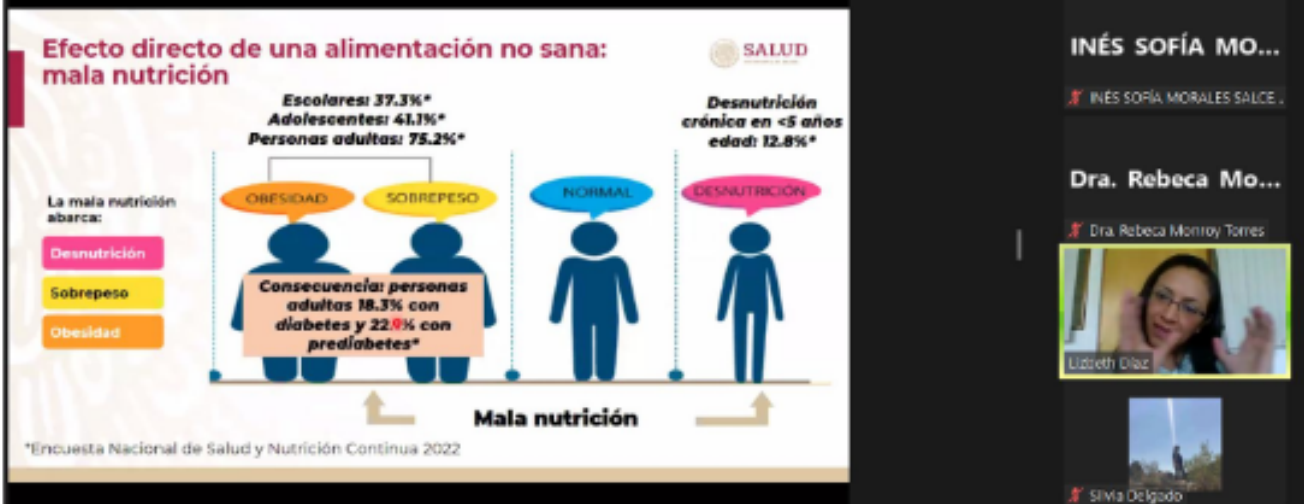 Efecto directo de una alimentación no sana:
mala nutrición
SALUD
Escolares: 37.3%*
Adolescentes: 41.1%*
Personas adultas: 75.2%*
Desnutrición
crónica en <5 años
edad: 12.8%*
La mala nutrición
abarca:
Desnutrición
Sobrepeso
Obesidad
OBESIDAD
SOBREPESO
NORMAL
DESNUTRICIÓN
Consecuencia: personas
adultas 18.3% con
diabetes y 22.9% con
prediabetes*
Mala nutrición
*Encuesta Nacional de Salud y Nutrición Continua 2022
INÉS SOFÍA MO...
INÉS SOFÍA MORALES SALCE...
Dra. Rebeca Mo...
Dra. Rebeca Monroy Torres
Lizbeth Díaz
Silvia Delgado